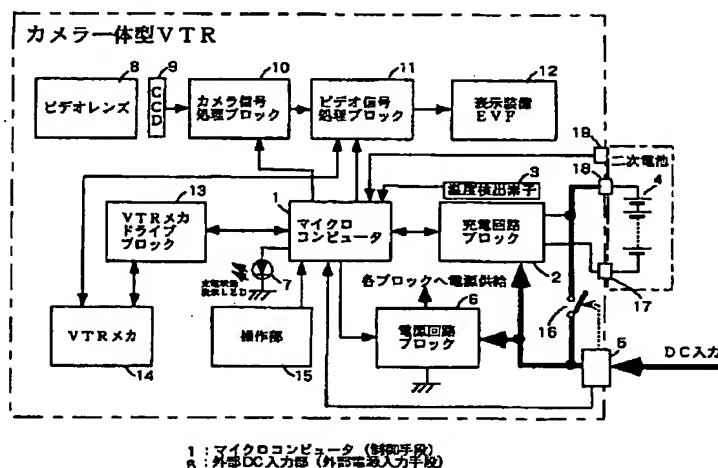 カメラ一体型VTR
8
9
10
11
12
ビデオレンズ
CCD
カメラ信号
処理ブロック
ビデオ信号
処理ブロック
表示装置
EVF
19
二次電池
18
4
13
3
温度検出素子
1
VTRメカ
ドライブ
ブロック
マイクロ
コンピュータ
充電回路
ブロック
7
2
17
各ブロックへ電源供給
6
16
VTRメカ
操作部
電源回路
ブロック
5
DC入力
14
15
1:マイクロコンピュータ(制御手段)
:外部DC入力部(外部電源入力手段)